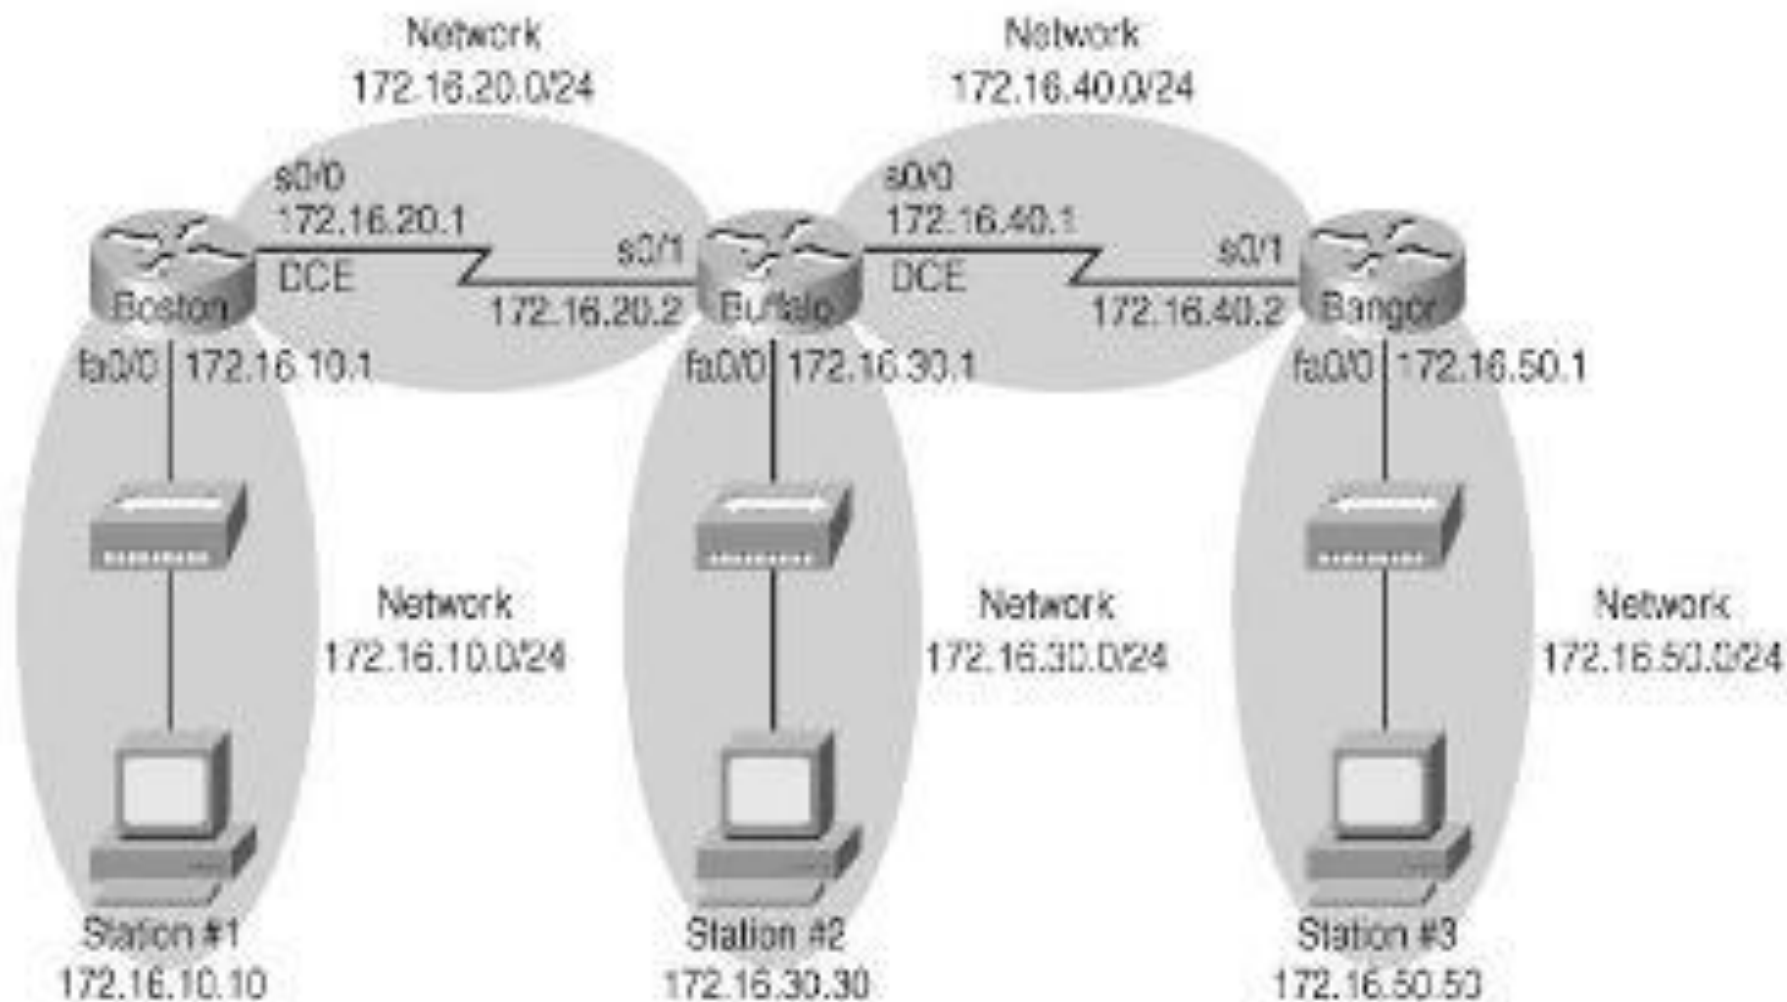 Network
172.16.20.0/24
Network
172.16.40.0/24
s0/0
172.16.20.1
DCE
s0/1
172.16.20.2
s0/0
172.16.40.1
DCE
s0/1
172.16.40.2
Boston
Buffalo
Bangor
fa0/0 172.16.10.1
fa0/0 172.16.30.1
fa0/0 172.16.50.1
Network
172.16.10.0/24
Network
172.16.30.0/24
Network
172.16.50.0/24
Station #1
172.16.10.10
Station #2
172.16.30.30
Station #3
172.16.50.50